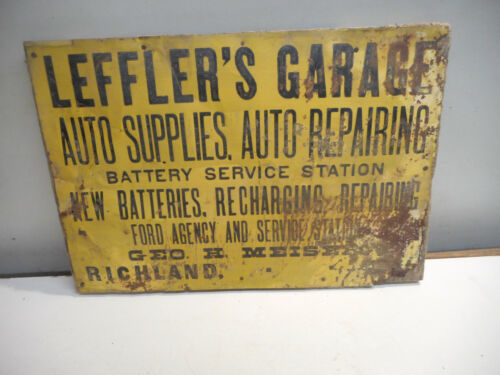 LEFFLER'S GARAGE
AUTO SUPPLIES, AUTO REPAIRING
BATTERY SERVICE STATION
NEW BATTERIES, RECHARGING, REPAIRING
FORD AGENCY AND SERVICE STATION
GEO H
RICHLAND.